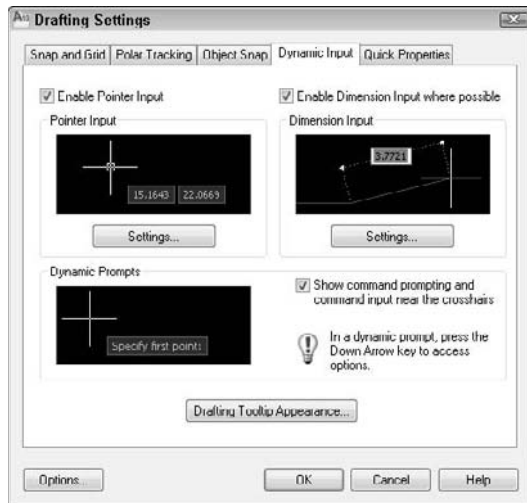 Drafting Settings
Snap and Grid Polar Tracking Object Snap Dynamic Input Quick Properties
Enable Pointer Input
Enable Dimension Input where possible
Pointer Input
Dimension Input
15.1643 22.0669
3.7721
Settings...
Settings...
Dynamic Prompts
Specify first point:
Show command prompting and
command input near the crosshairs
In a dynamic prompt, press the
Down Arrow key to access
options.
Drafting Tooltip Appearance...
Options...
OK
Cancel
Help